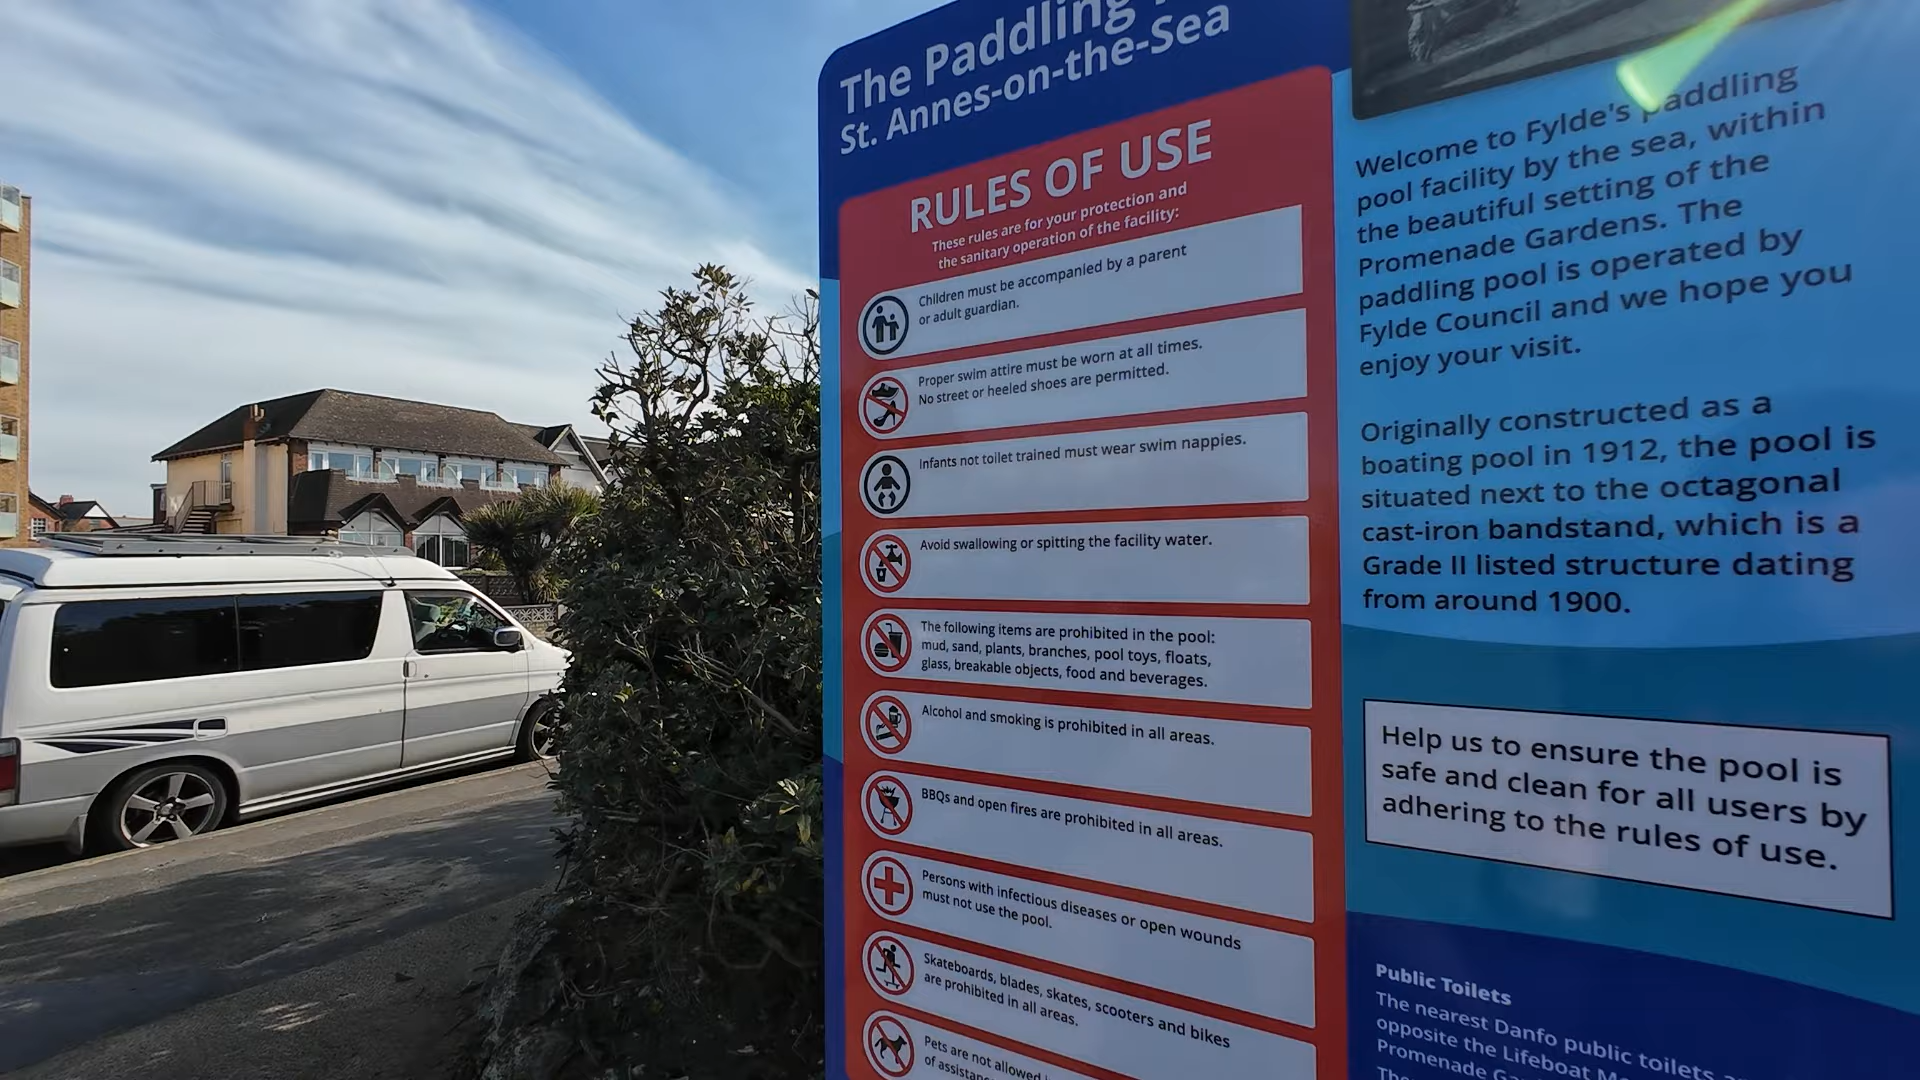 The Paddling
St. Annes-on-the-Sea
RULES OF USE
These rules are for your protection and
the sanitary operation of the facility:
Children must be accompanied by a parent
or adult guardian.
Proper swim attire must be worn at all times.
No street or heeled shoes are permitted.
Infants not toilet trained must wear swim nappies.
Avoid swallowing or spitting the facility water.
The following items are prohibited in the pool:
mud, sand, plants, branches, pool toys, floats,
glass, breakable objects, food and beverages.
Alcohol and smoking is prohibited in all areas.
BBQs and open fires are prohibited in all areas.
Persons with infectious diseases or open wounds
must not use the pool.
Skateboards, blades, skates, scooters and bikes
are prohibited in all areas.
Pets are not allowed
of assistance
Welcome to Fylde's paddling
pool facility by the sea, within
the beautiful setting of the
Promenade Gardens. The
paddling pool is operated by
Fylde Council and we hope you
enjoy your visit.
Originally constructed as a
boating pool in 1912, the pool is
situated next to the octagonal
cast-iron bandstand, which is a
Grade II listed structure dating
from around 1900.
Help us to ensure the pool is
safe and clean for all users by
adhering to the rules of use.
Public Toilets
The nearest Danfo public toilets
opposite the Lifeboat
Promenade